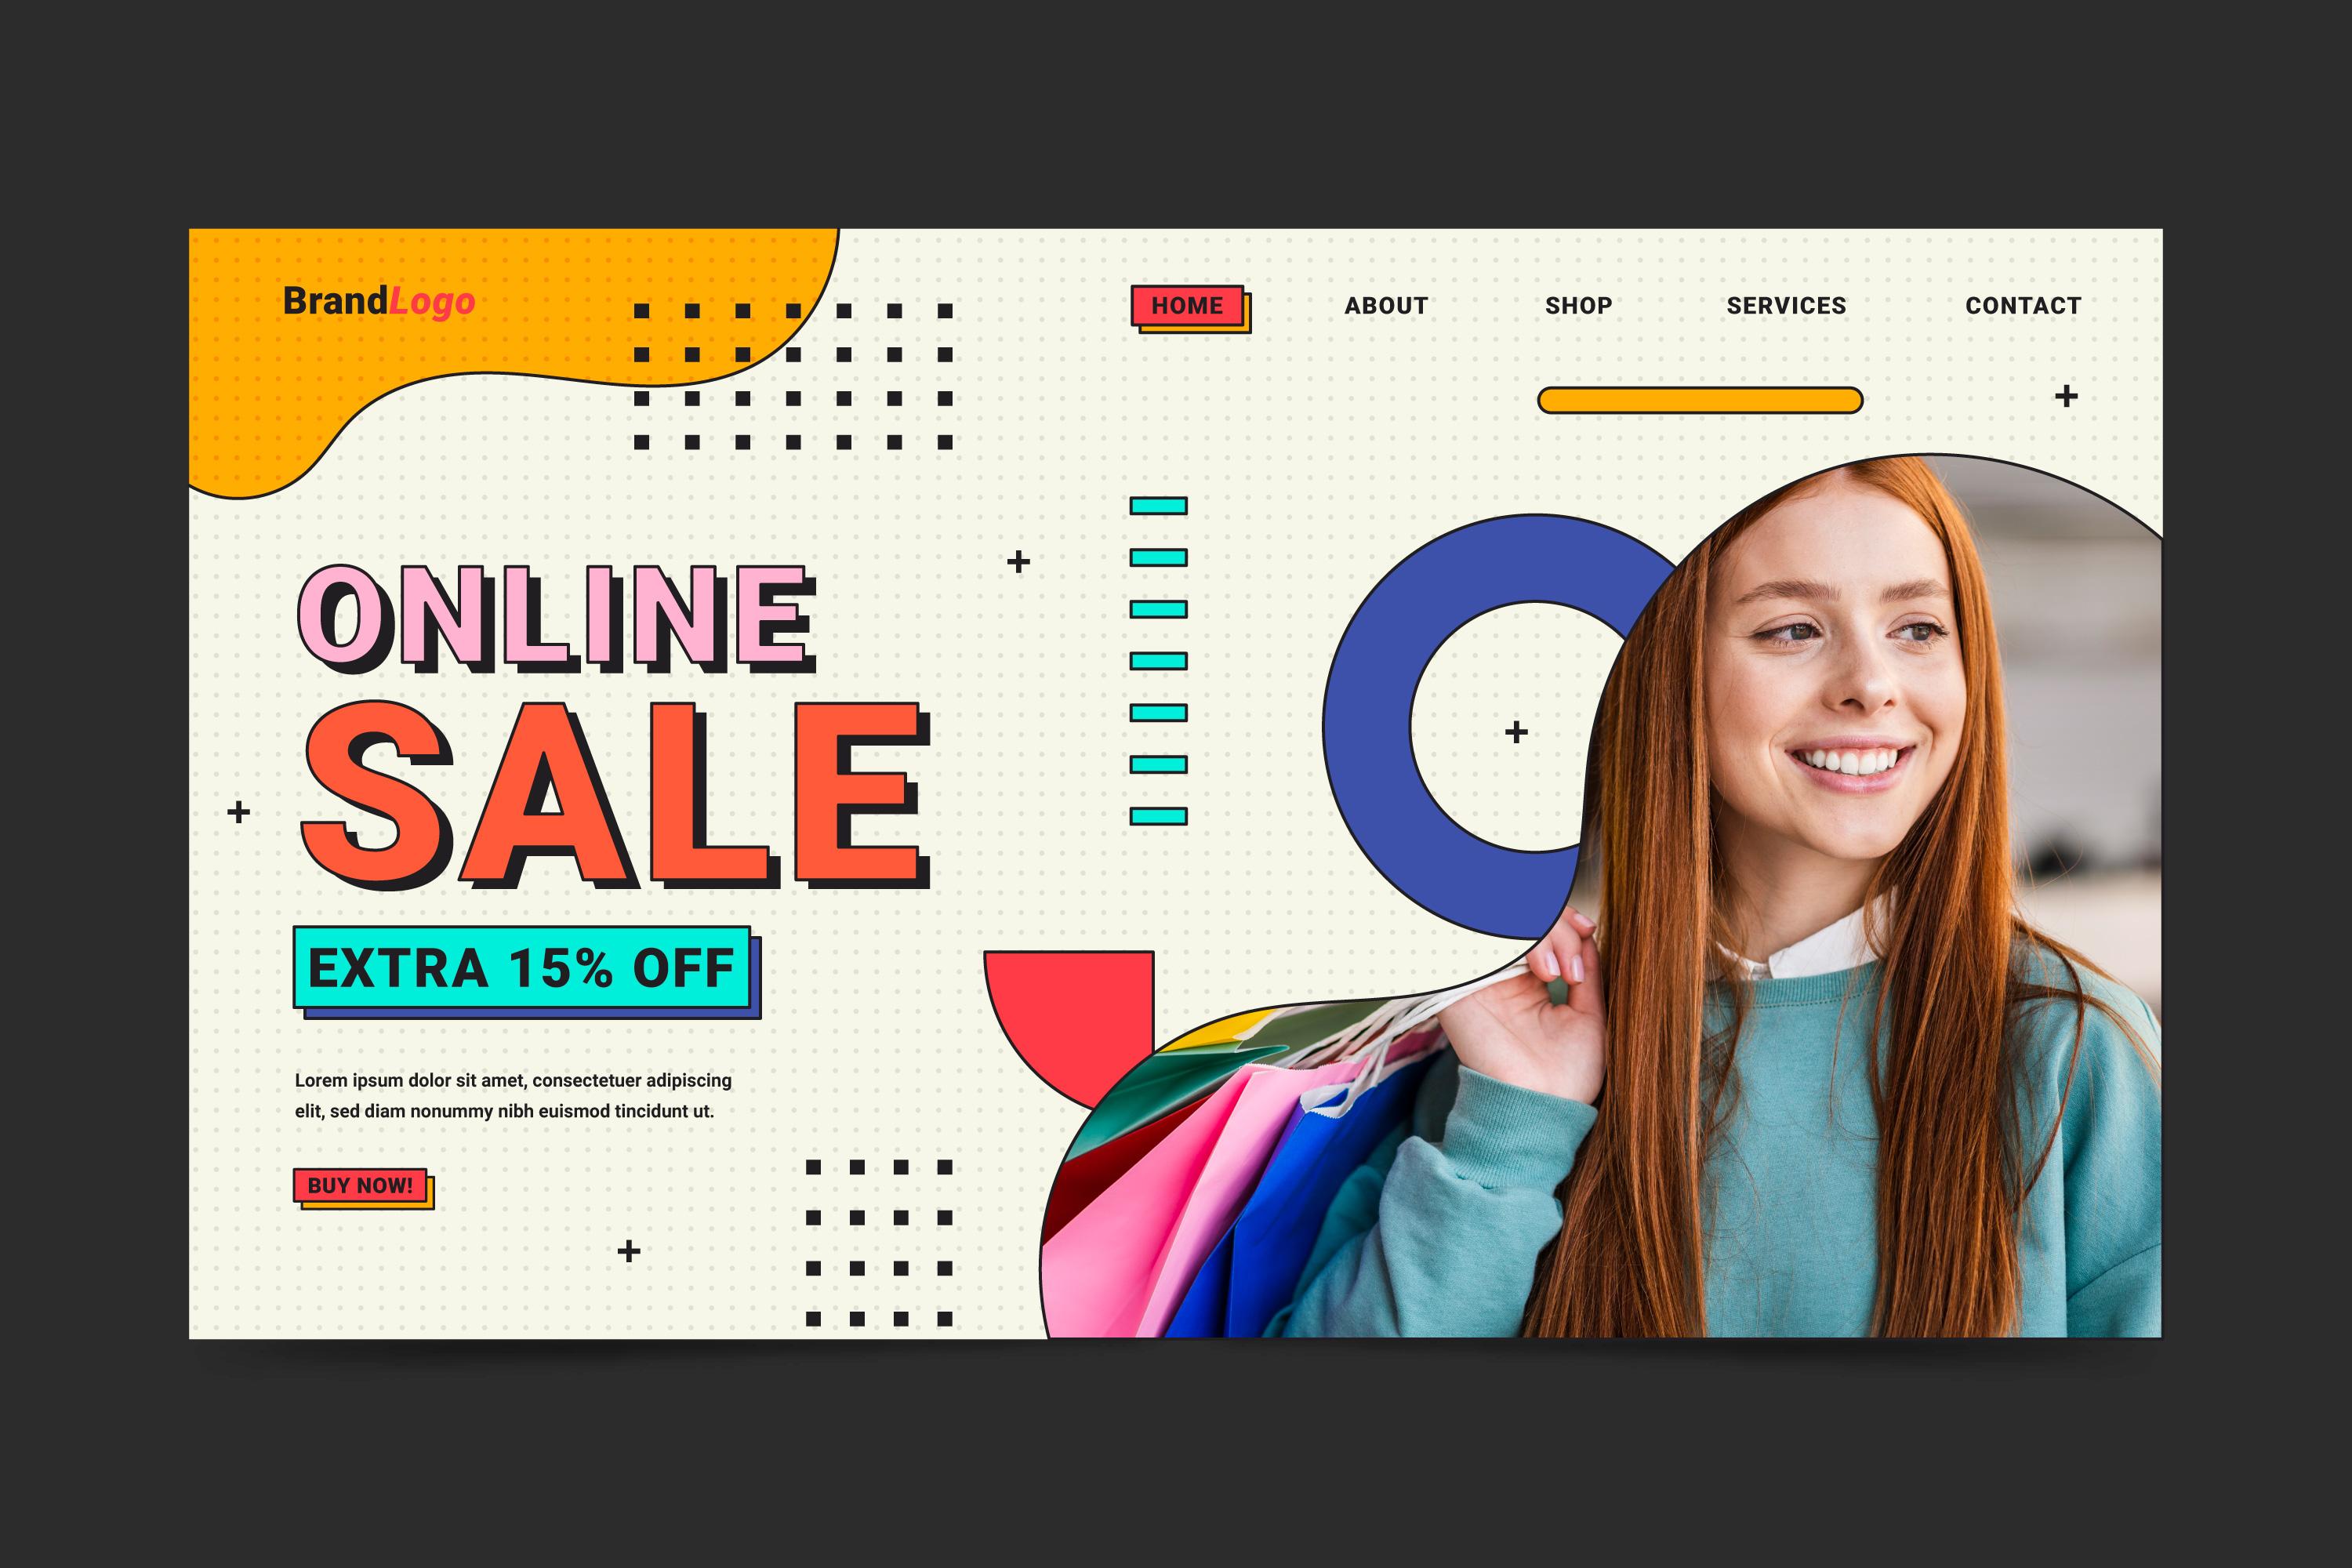 BrandLogo
HOME ABOUT SHOP SERVICES CONTACT
ONLINE
SALE
EXTRA 15% OFF
Lorem ipsum dolor sit amet, consectetuer adipiscing
elit, sed diam nonummy nibh euismod tincidunt ut.
BUY NOW!